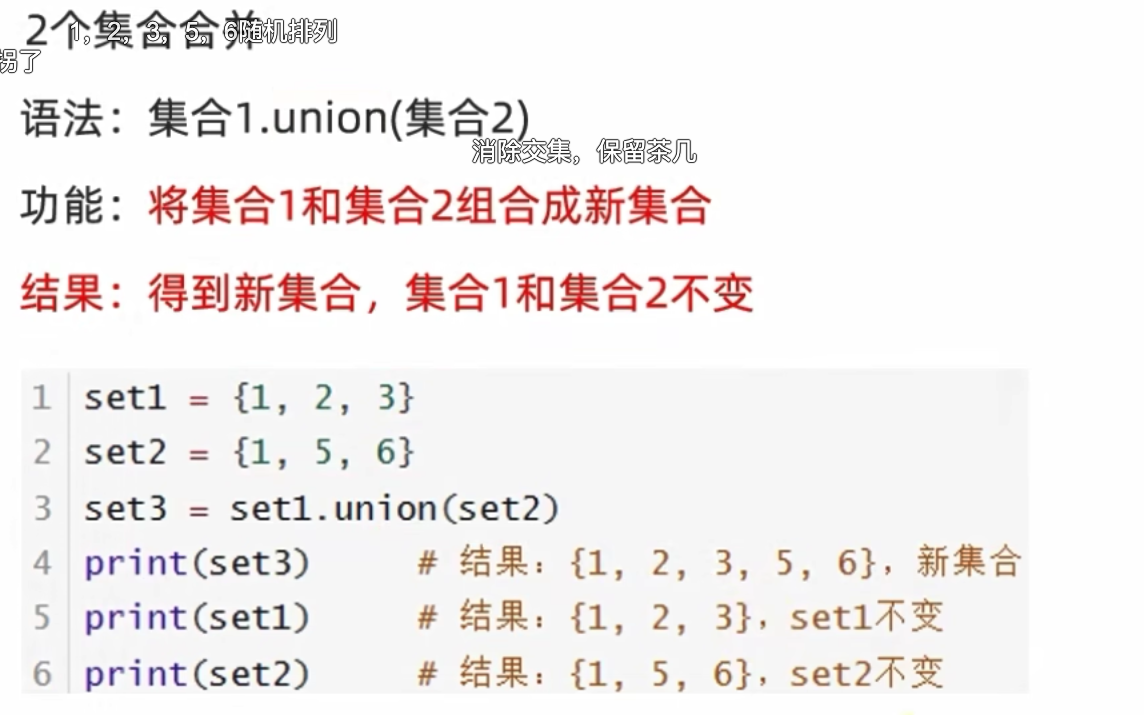 2个集合合并
1，2，3，5，6随机排列
拐了
语法：集合1.union(集合2)
消除交集，保留茶几
功能：将集合1和集合2组合成新集合
结果：得到新集合，集合1和集合2不变
1 set1 = {1, 2, 3}
2 set2 = {1, 5, 6}
3 set3 = set1.union(set2)
4 print(set3) # 结果：{1, 2, 3, 5, 6}，新集合
5 print(set1) # 结果：{1, 2, 3}，set1不变
6 print(set2) # 结果：{1, 5, 6}，set2不变